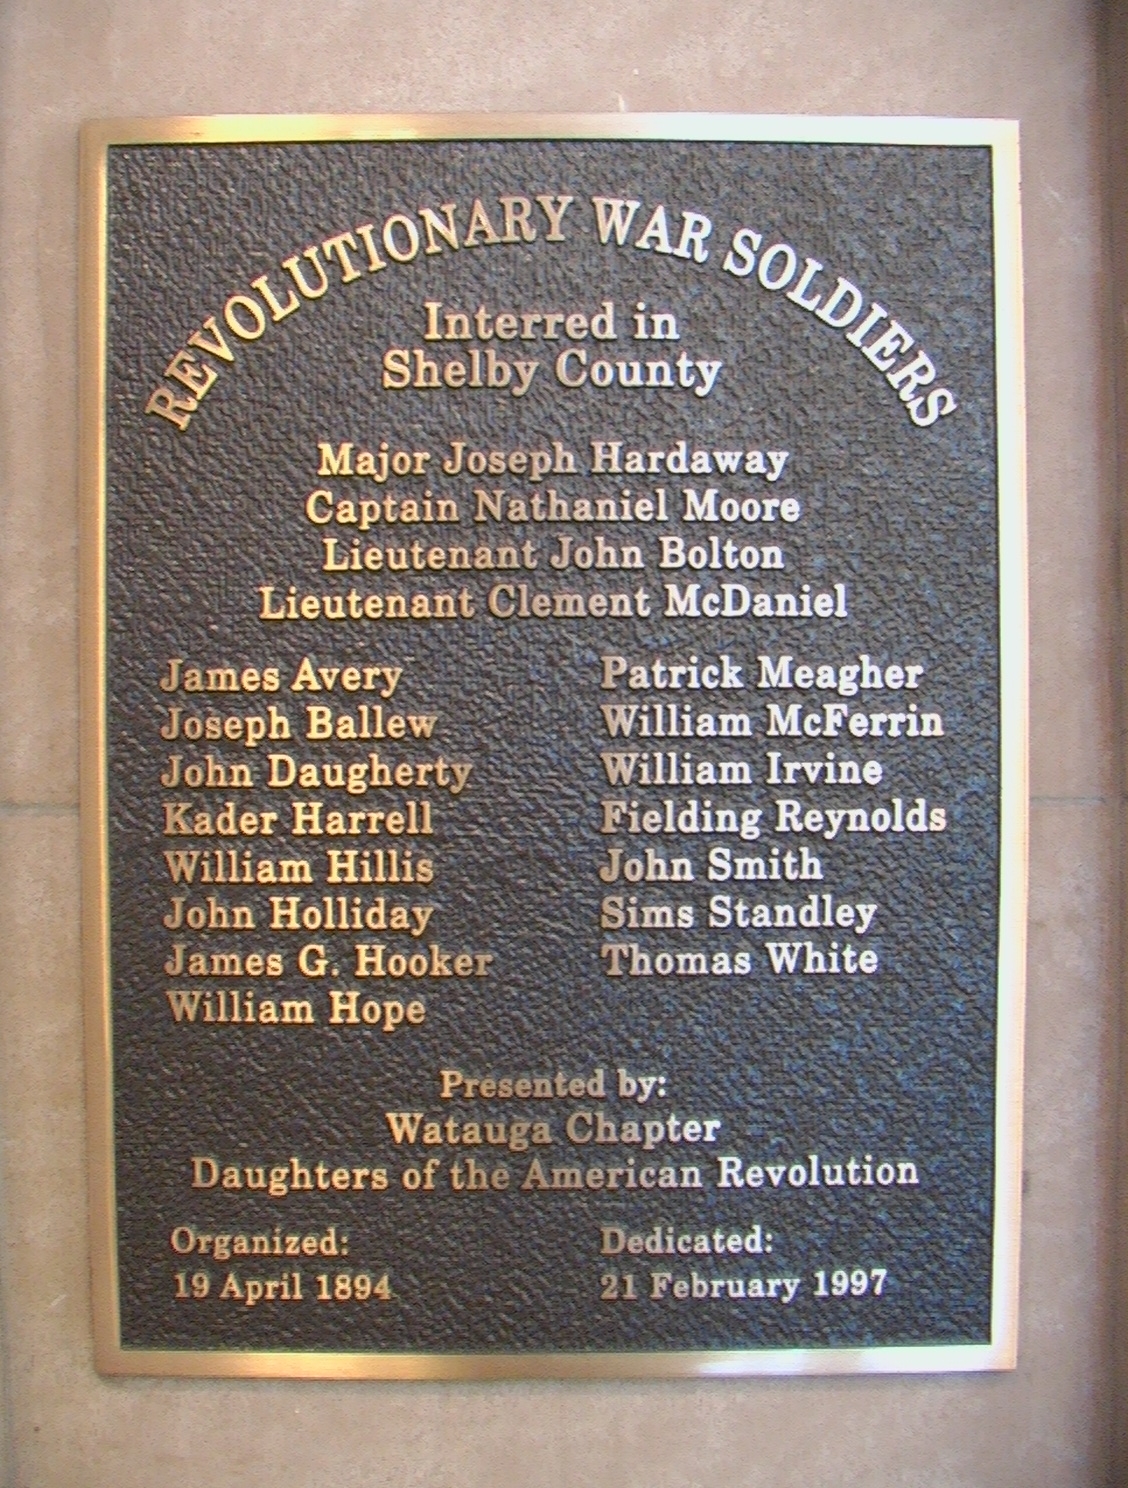 REVOLUTIONARY WAR SOLDIERS
Interred in
Shelby County
Major Joseph Hardaway
Captain Nathaniel Moore
Lieutenant John Bolton
Lieutenant Clement McDaniel
James Avery
Joseph Ballew
John Daugherty
Kader Harrell
William Hillis
John Holliday
James G. Hooker
William Hope
Patrick Meagher
William McFerrin
William Irvine
Fielding Reynolds
John Smith
Sims Standley
Thomas White
Presented by:
Watauga Chapter
Daughters of the American Revolution
Organized:
19 April 1894
Dedicated:
21 February 1997